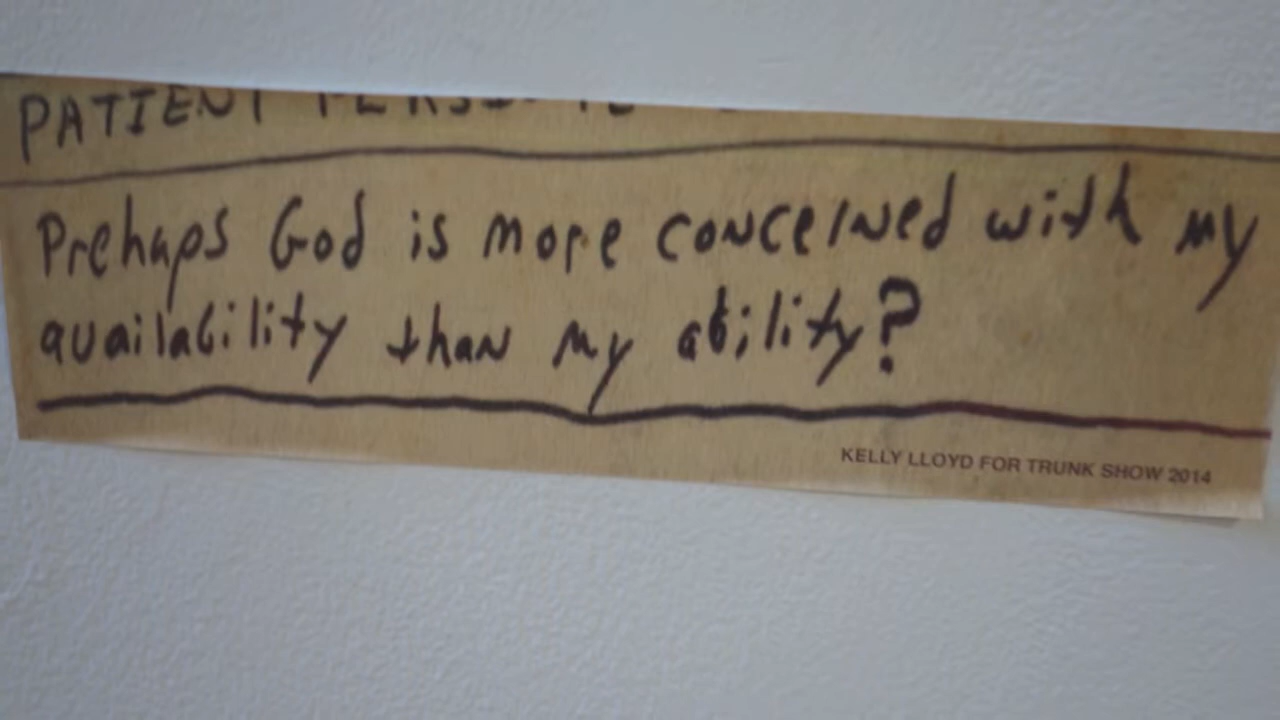 PATIENT
Prehaps God is more concerned with my
availability than my ability?
KELLY LLOYD FOR TRUNK SHOW 2014